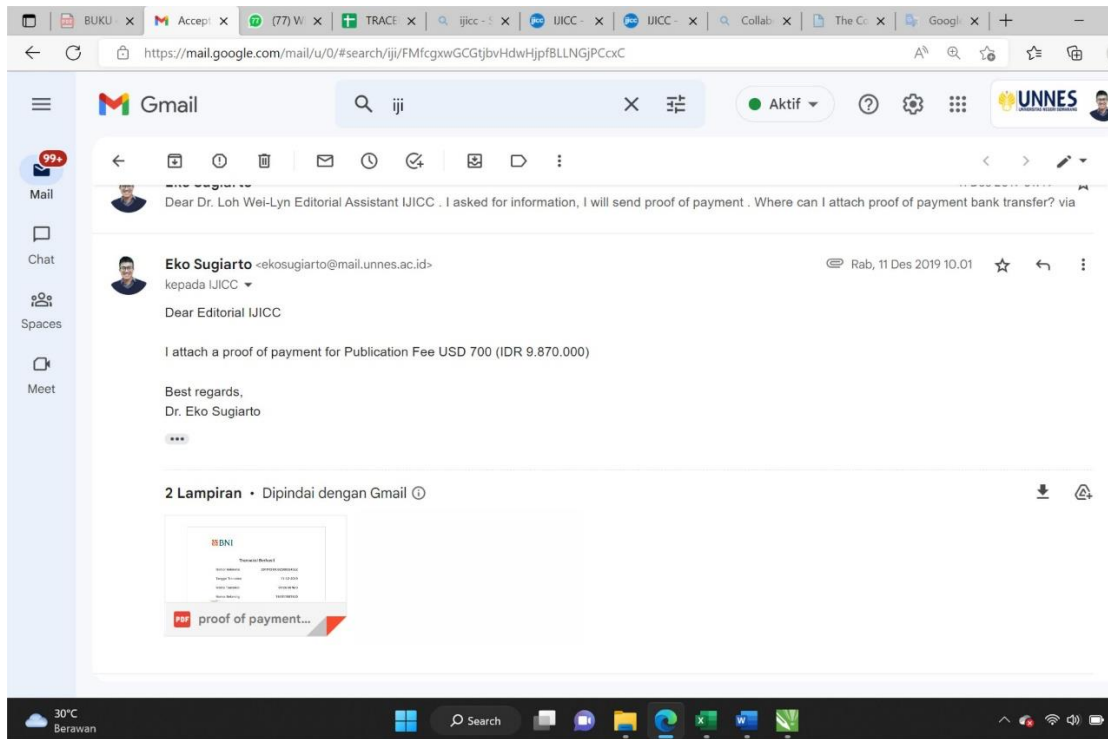 BUKU -
Accept
(77) W
TRACE
ijicc - S
IJICC -
IJICC -
Collab
The Co
Googl
https://mail.google.com/mail/u/0/#search/iji/FMfcgxwGCGtjbvHdwHjpfBLLNGjPCcxC
Gmail
iji
Aktif
UNNES
99+
Mail
Chat
Spaces
Meet
Eko Sugiarto
Dear Dr. Loh Wei-Lyn Editorial Assistant IJICC . I asked for information, I will send proof of payment . Where can I attach proof of payment bank transfer? via
Eko Sugiarto <ekosugiarto@mail.unnes.ac.id>
Rab, 11 Des 2019 10.01
kepada IJICC
Dear Editorial IJICC
I attach a proof of payment for Publication Fee USD 700 (IDR 9.870.000)
Best regards,
Dr. Eko Sugiarto
2 Lampiran • Dipindai dengan Gmail
BNI
PDF proof of payment...
30°C
Berawan
Search